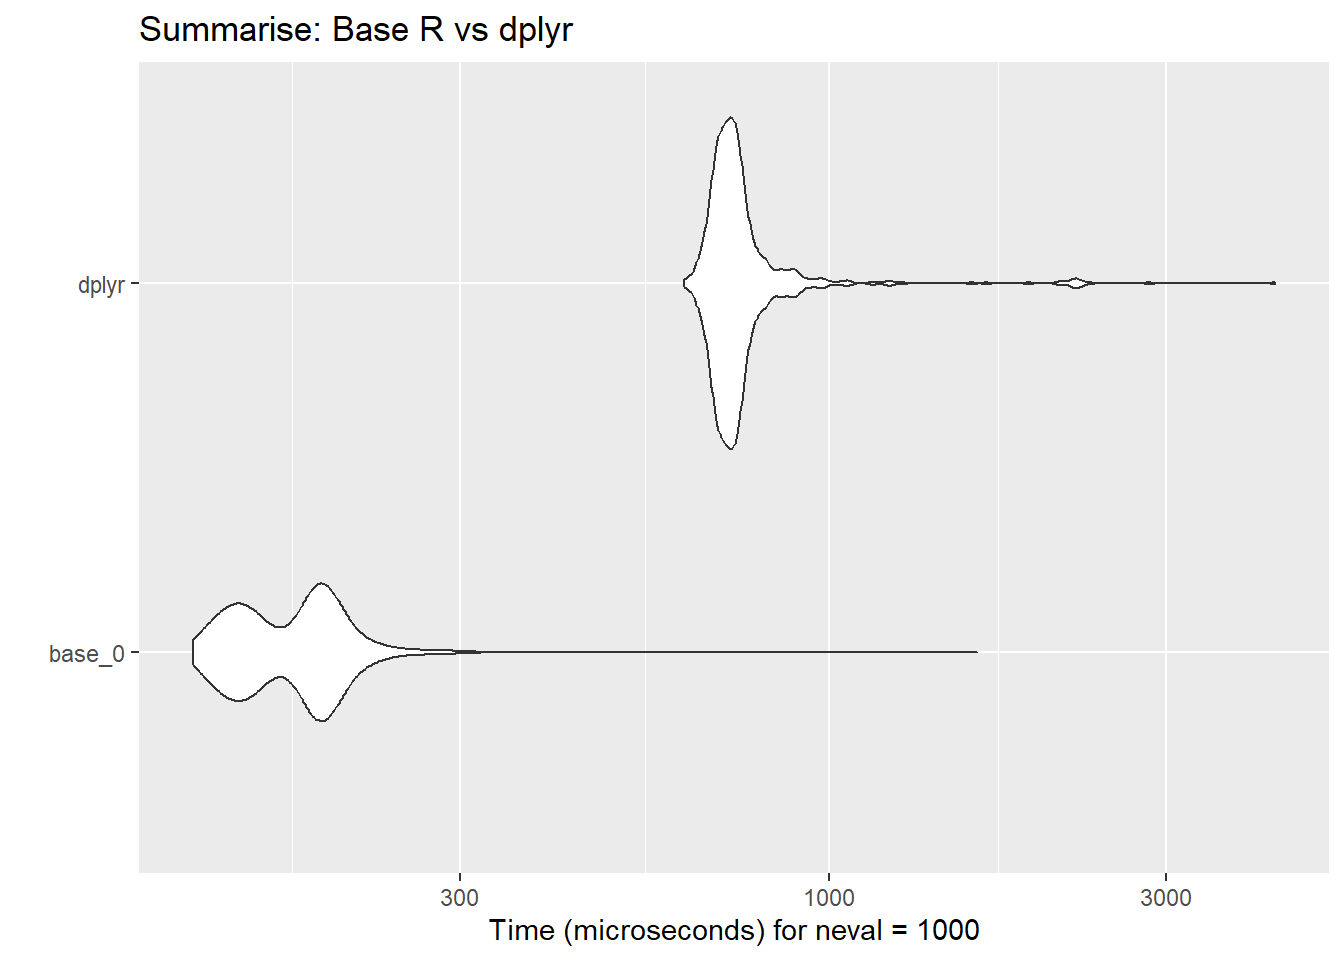 Summarise: Base R vs dplyr
dplyr
base_0
300 1000 3000
Time (microseconds) for neval = 1000